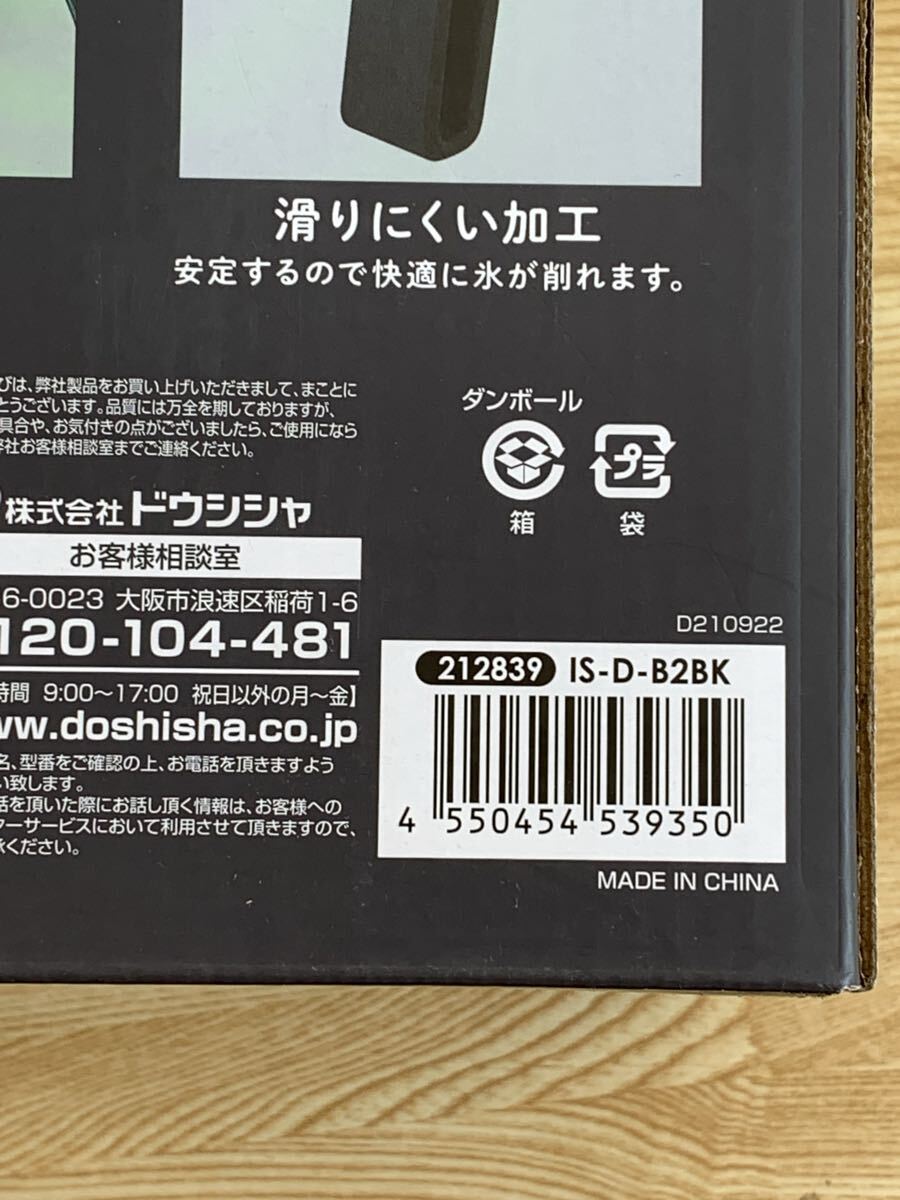 滑りにくい加工
安定するので快適に氷が削れます。
びは、弊社製品をお買い上げいただきまして、まことに
とうございます。品質には万全を期しておりますが、
具合や、お気付きの点がございましたら、ご使用になら
弊社お客様相談室までご連絡ください。
株式会社ドウシシャ
お客様相談室
6-0023 大阪市浪速区稲荷1-6
120-104-481
時間 9:00〜17:00 祝日以外の月〜金】
ww.doshisha.co.jp
名、型番をご確認の上、お電話を頂きますよう
い致します。
話を頂いた際にお話し頂く情報は、お客様への
ターサービスにおいて利用させて頂きますので、
承ください。
ダンボール
プラ
箱 袋
D210922
212839 IS-D-B2BK
4 550454 539350
MADE IN CHINA